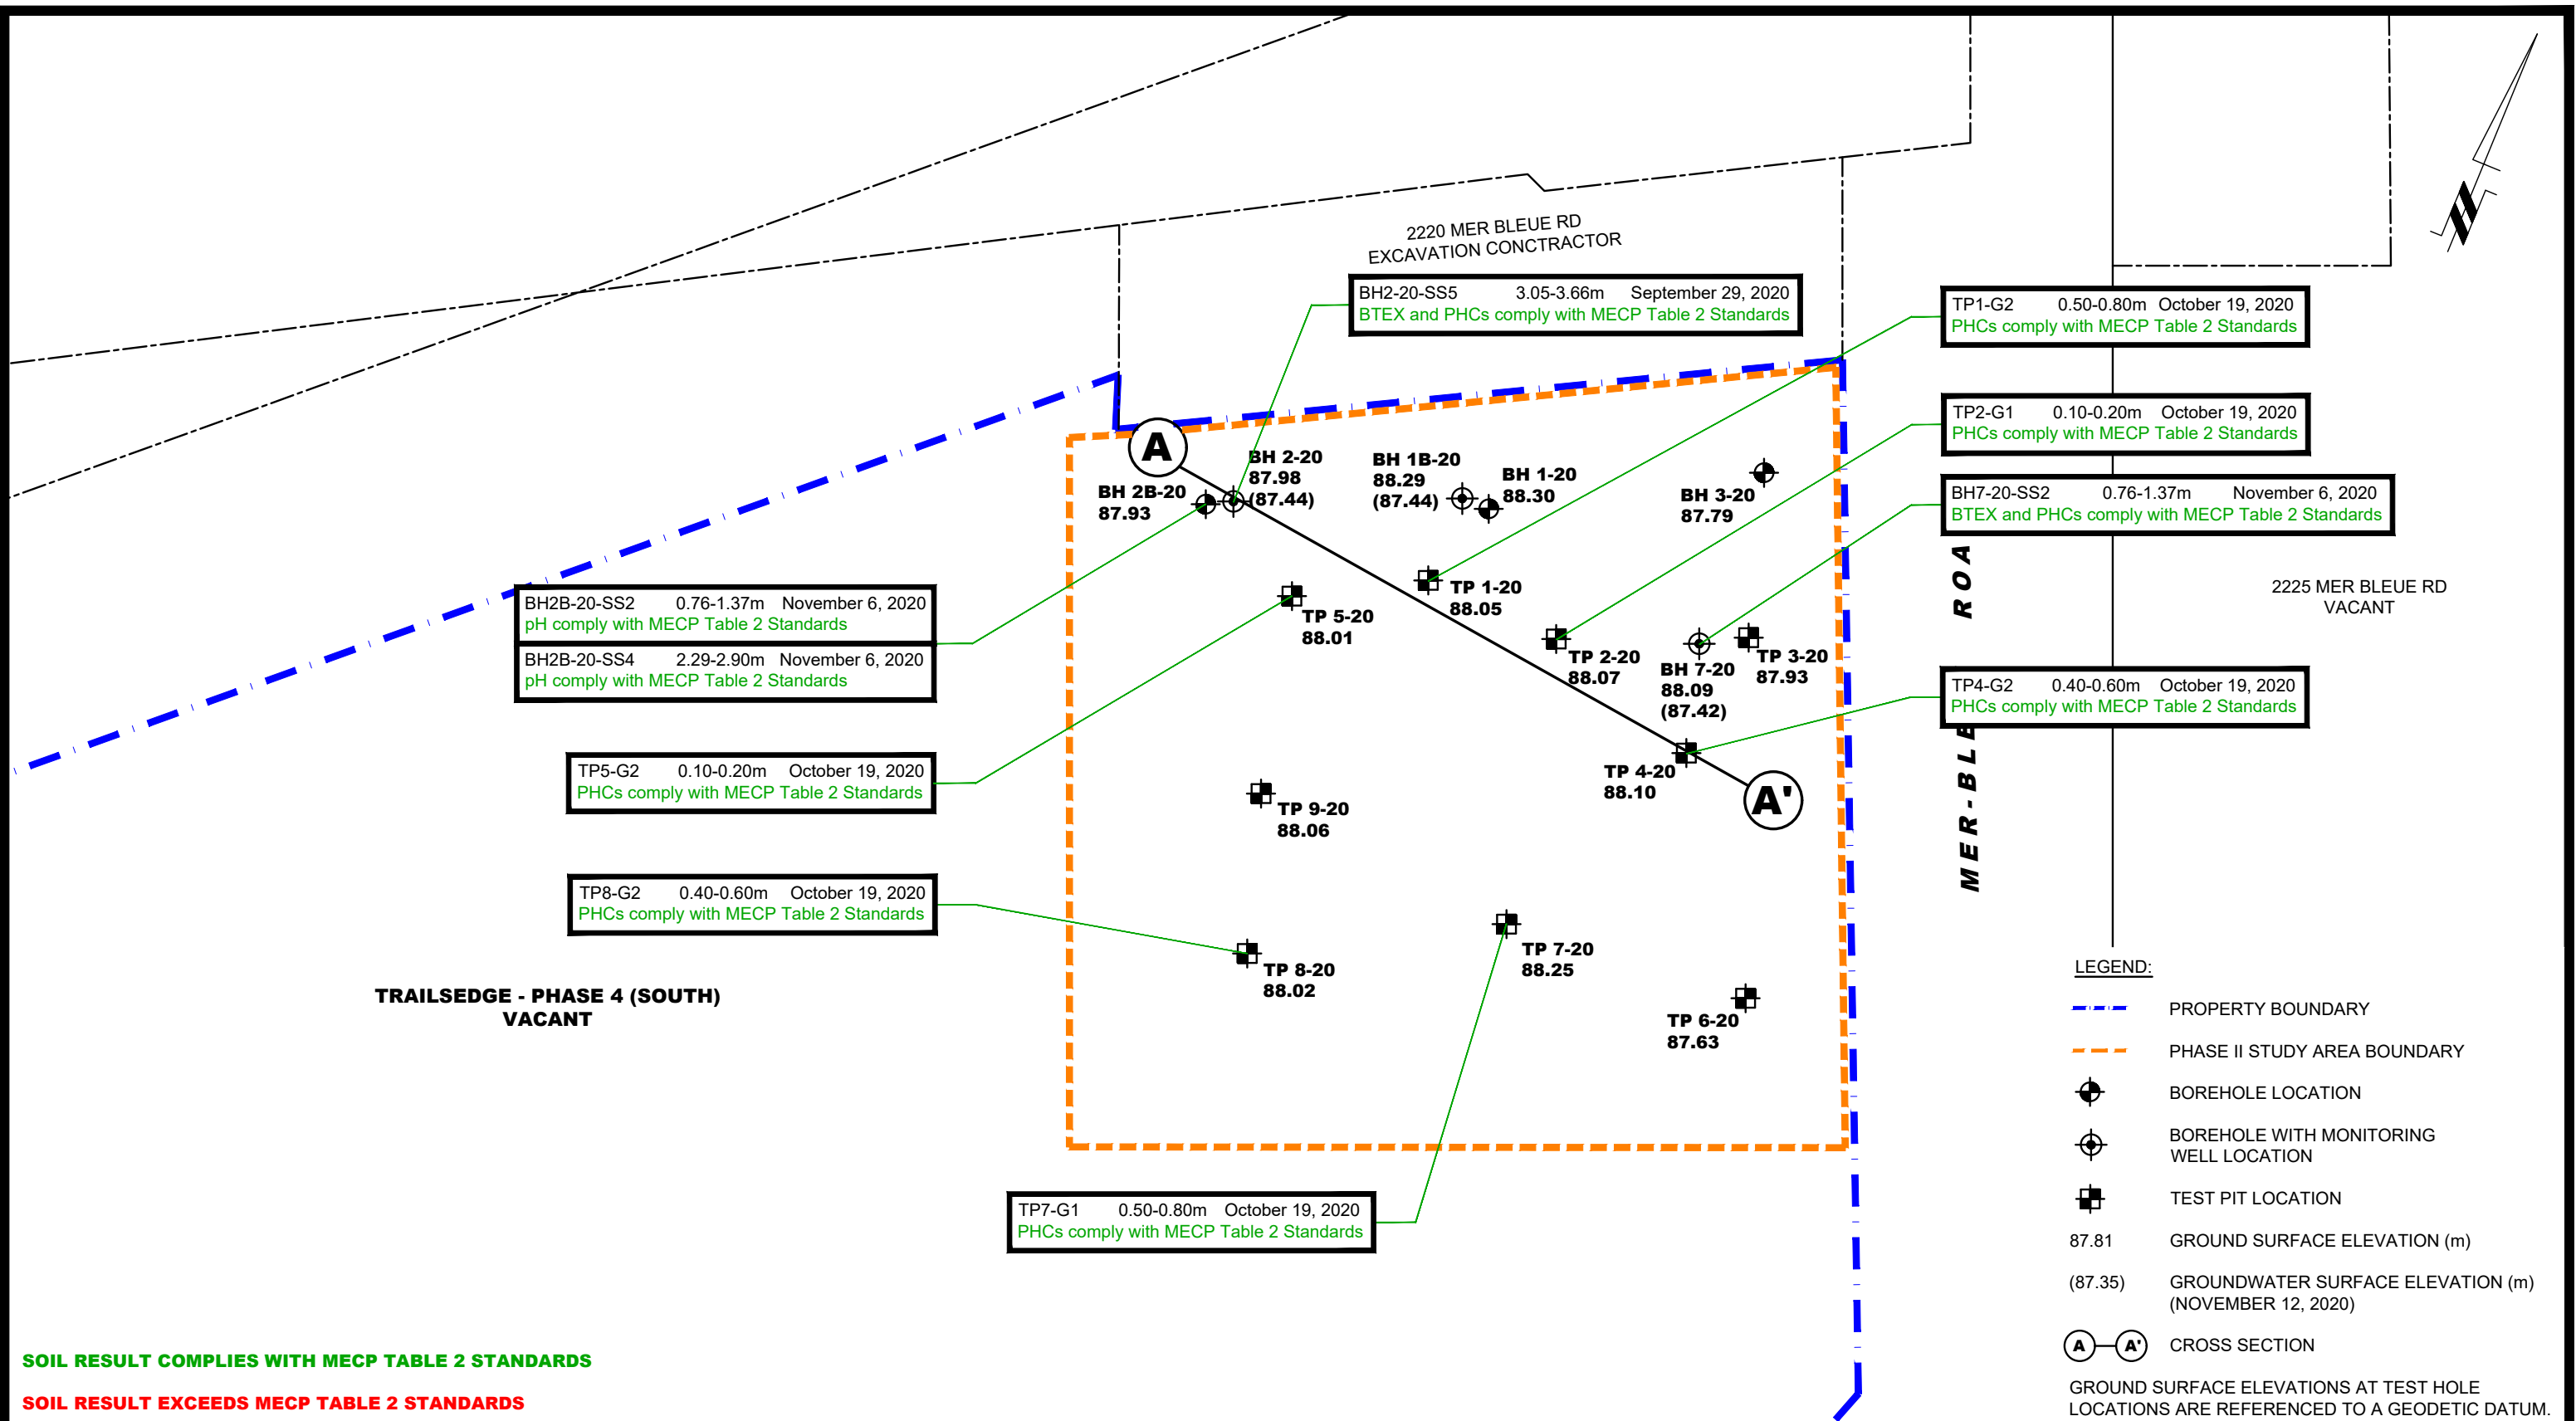 2220 MER BLEUE RD
EXCAVATION CONCTRACTOR
BH2-20-SS5 3.05-3.66m September 29, 2020
BTEX and PHCs comply with MECP Table 2 Standards
TP1-G2 0.50-0.80m October 19, 2020
PHCs comply with MECP Table 2 Standards
TP2-G1 0.10-0.20m October 19, 2020
PHCs comply with MECP Table 2 Standards
BH7-20-SS2 0.76-1.37m November 6, 2020
BTEX and PHCs comply with MECP Table 2 Standards
A
BH 2-20
87.98
(87.44)
BH 2B-20
87.93
BH 1B-20
88.29
(87.44)
BH 1-20
88.30
BH 3-20
87.79
BH2B-20-SS2 0.76-1.37m November 6, 2020
pH comply with MECP Table 2 Standards
BH2B-20-SS4 2.29-2.90m November 6, 2020
pH comply with MECP Table 2 Standards
TP 5-20
88.01
TP 1-20
88.05
TP 2-20
88.07
BH 7-20
88.09
(87.42)
TP 3-20
87.93
2225 MER BLEUE RD
VACANT
TP4-G2 0.40-0.60m October 19, 2020
PHCs comply with MECP Table 2 Standards
MER-BLE ROA
TP5-G2 0.10-0.20m October 19, 2020
PHCs comply with MECP Table 2 Standards
TP 9-20
88.06
TP 4-20
88.10
A'
TP8-G2 0.40-0.60m October 19, 2020
PHCs comply with MECP Table 2 Standards
TP 8-20
88.02
TP 7-20
88.25
TP 6-20
87.63
TRAILSEDGE - PHASE 4 (SOUTH)
VACANT
TP7-G1 0.50-0.80m October 19, 2020
PHCs comply with MECP Table 2 Standards
LEGEND:
PROPERTY BOUNDARY
PHASE II STUDY AREA BOUNDARY
BOREHOLE LOCATION
BOREHOLE WITH MONITORING
WELL LOCATION
TEST PIT LOCATION
87.81 GROUND SURFACE ELEVATION (m)
(87.35) GROUNDWATER SURFACE ELEVATION (m)
(NOVEMBER 12, 2020)
A A' CROSS SECTION
GROUND SURFACE ELEVATIONS AT TEST HOLE
LOCATIONS ARE REFERENCED TO A GEODETIC DATUM.
SOIL RESULT COMPLIES WITH MECP TABLE 2 STANDARDS
SOIL RESULT EXCEEDS MECP TABLE 2 STANDARDS